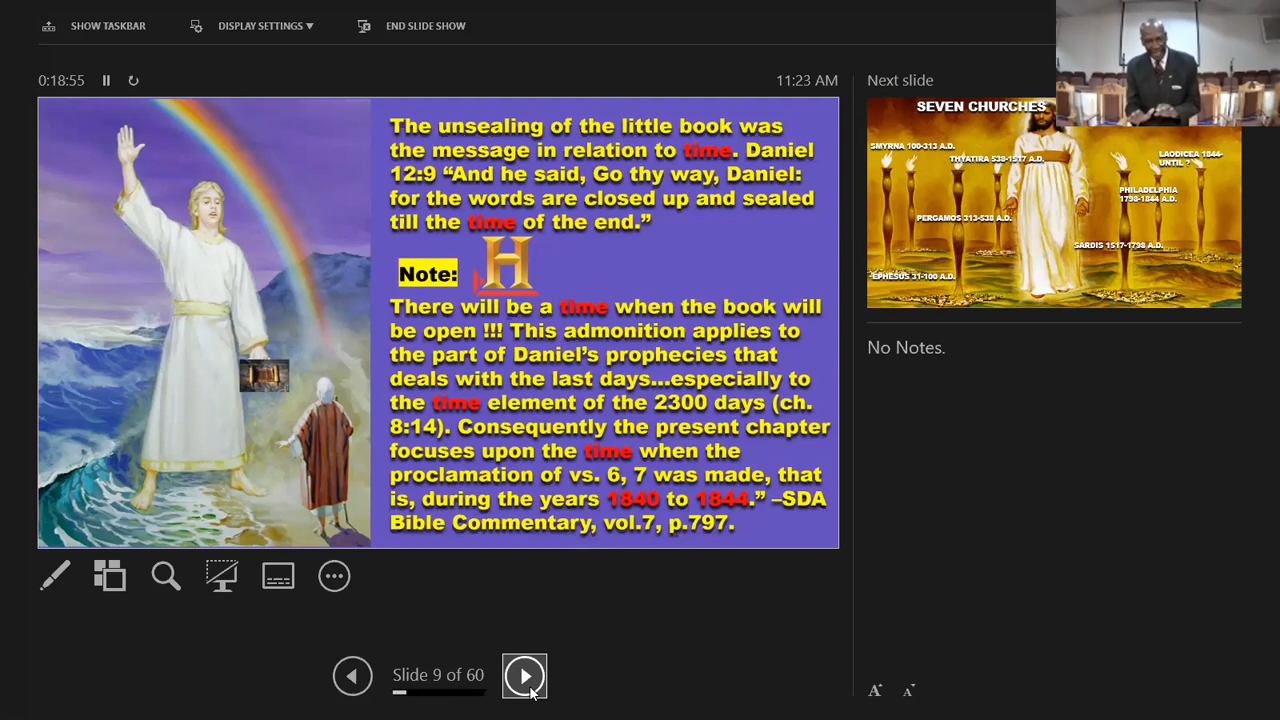 SHOW TASKBAR
DISPLAY SETTINGS ▼
END SLIDE SHOW
0:18:55
11:23 AM
The unsealing of the little book was
the message in relation to time. Daniel
12:9 “And he said, Go thy way, Daniel:
for the words are closed up and sealed
till the time of the end.”
Note:
H
There will be a time when the book will
be open !!! This admonition applies to
the part of Daniel’s prophecies that
deals with the last days…especially to
the time element of the 2300 days (ch.
8:14). Consequently the present chapter
focuses upon the time when the
proclamation of vs. 6, 7 was made, that
is, during the years 1840 to 1844.” –SDA
Bible Commentary, vol.7, p.797.
Slide 9 of 60
Next slide
SEVEN CHURCHES
SMYRNA 100-313 A.D.
THYATIRA 538-1517 A.D.
LAODICEA 1844-
UNTIL ?
PHILADELPHIA
1798-1844 A.D.
PERGAMOS 313-538 A.D.
SARDIS 1517-1798 A.D.
EPHESUS 31-100 A.D.
No Notes.
A A